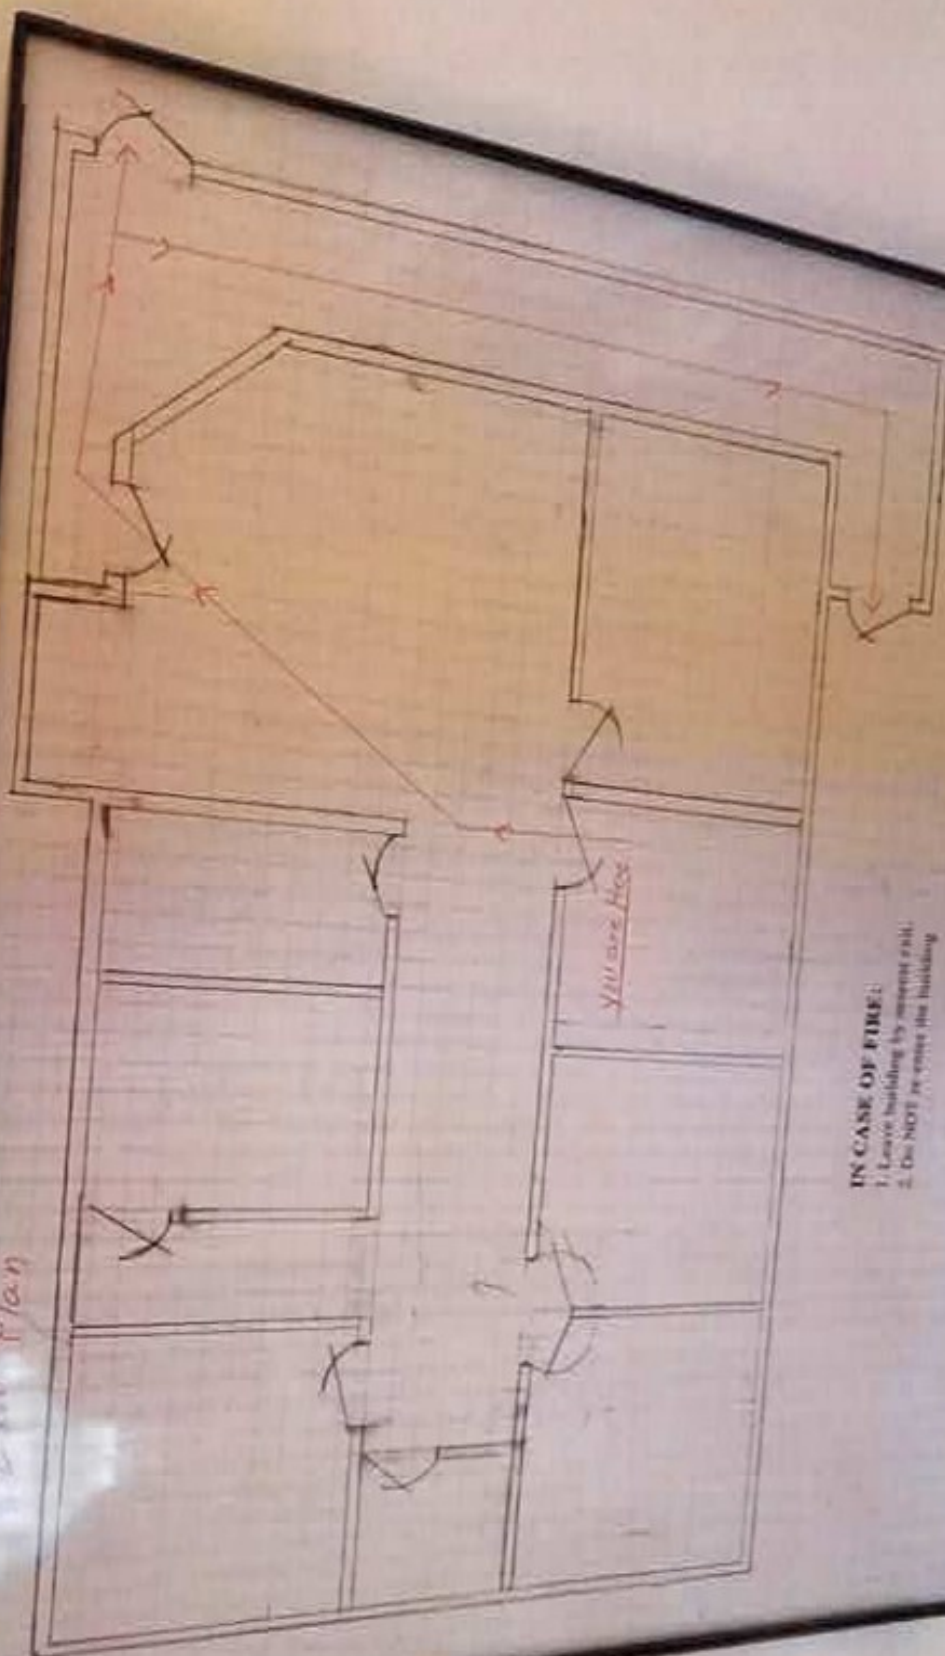 Plan
You are Here
IN CASE OF FIRE:
1. Leave building by nearest exit.
2. Do NOT re-enter the building